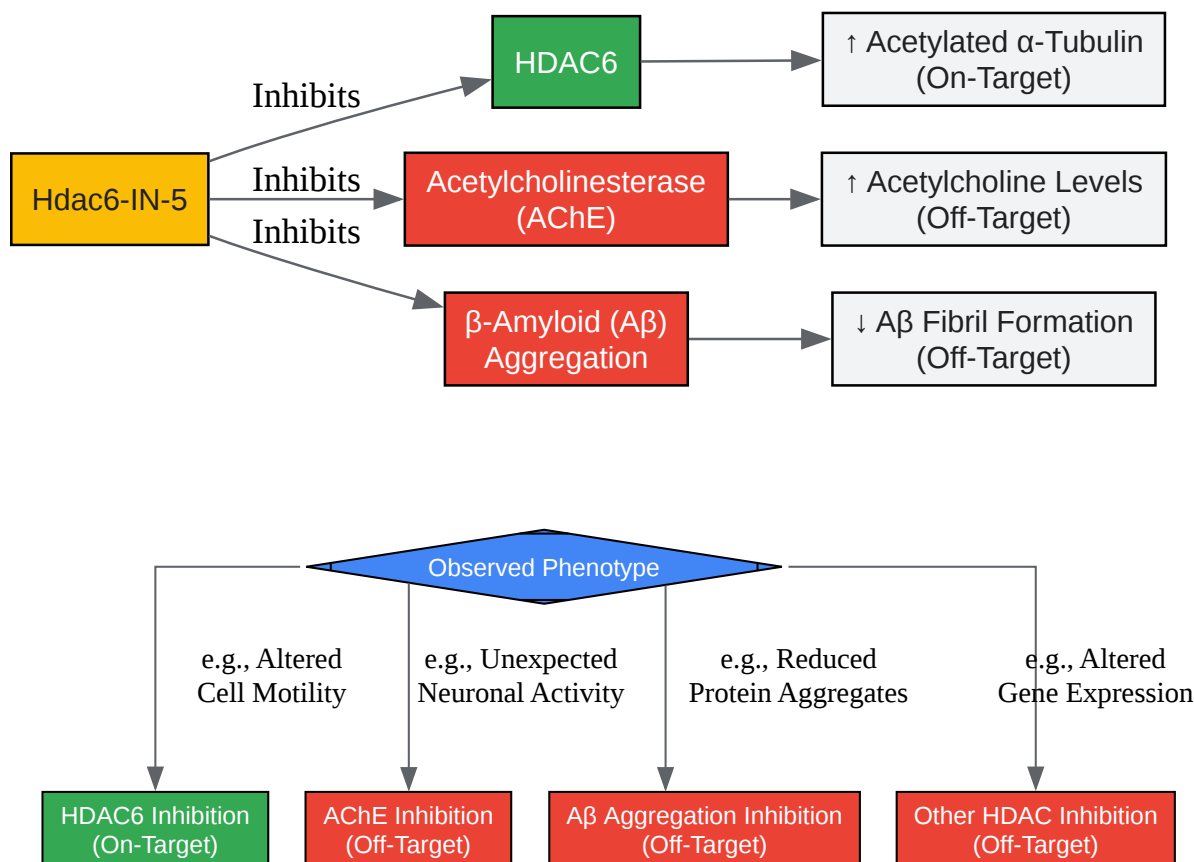 HDAC6
↑ Acetylated α-Tubulin
(On-Target)
Inhibits
Hdac6-IN-5
Inhibits
Acetylcholinesterase
(AChE)
↑ Acetylcholine Levels
(Off-Target)
Inhibits
β-Amyloid (Aβ)
Aggregation
↓ Aβ Fibril Formation
(Off-Target)
Observed Phenotype
e.g., Altered
Cell Motility
e.g., Unexpected
Neuronal Activity
e.g., Reduced
Protein Aggregates
e.g., Altered
Gene Expression
HDAC6 Inhibition
(On-Target)
AChE Inhibition
(Off-Target)
Aβ Aggregation Inhibition
(Off-Target)
Other HDAC Inhibition
(Off-Target)